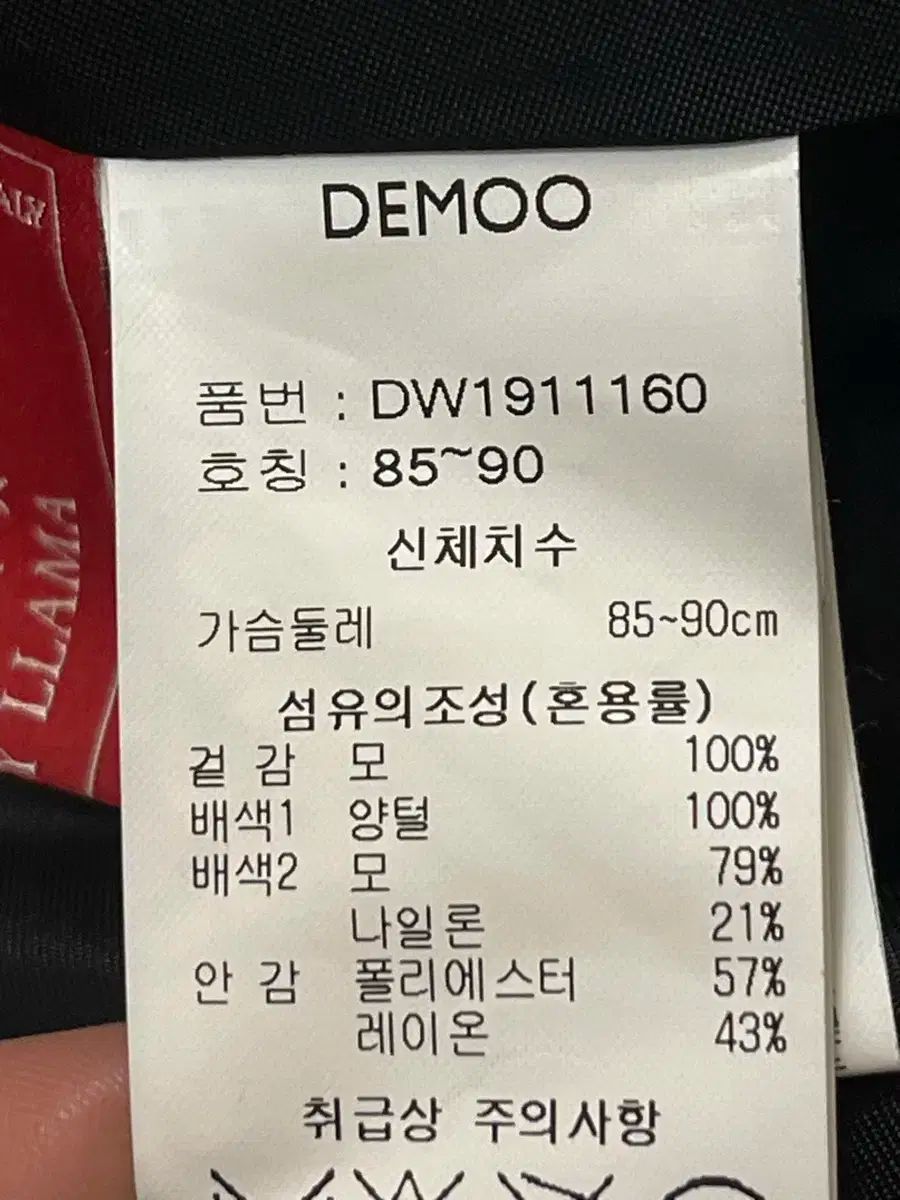 DEMOO
품번 : DW1911160
호칭 : 85~90
신체치수
가슴둘레 85~90cm
섬유의조성(혼용률)
겉 감 모 100%
배색1 양털 100%
배색2 모 79%
나일론 21%
안 감 폴리에스터 57%
레이온 43%
취급상 주의사항
LLAMA